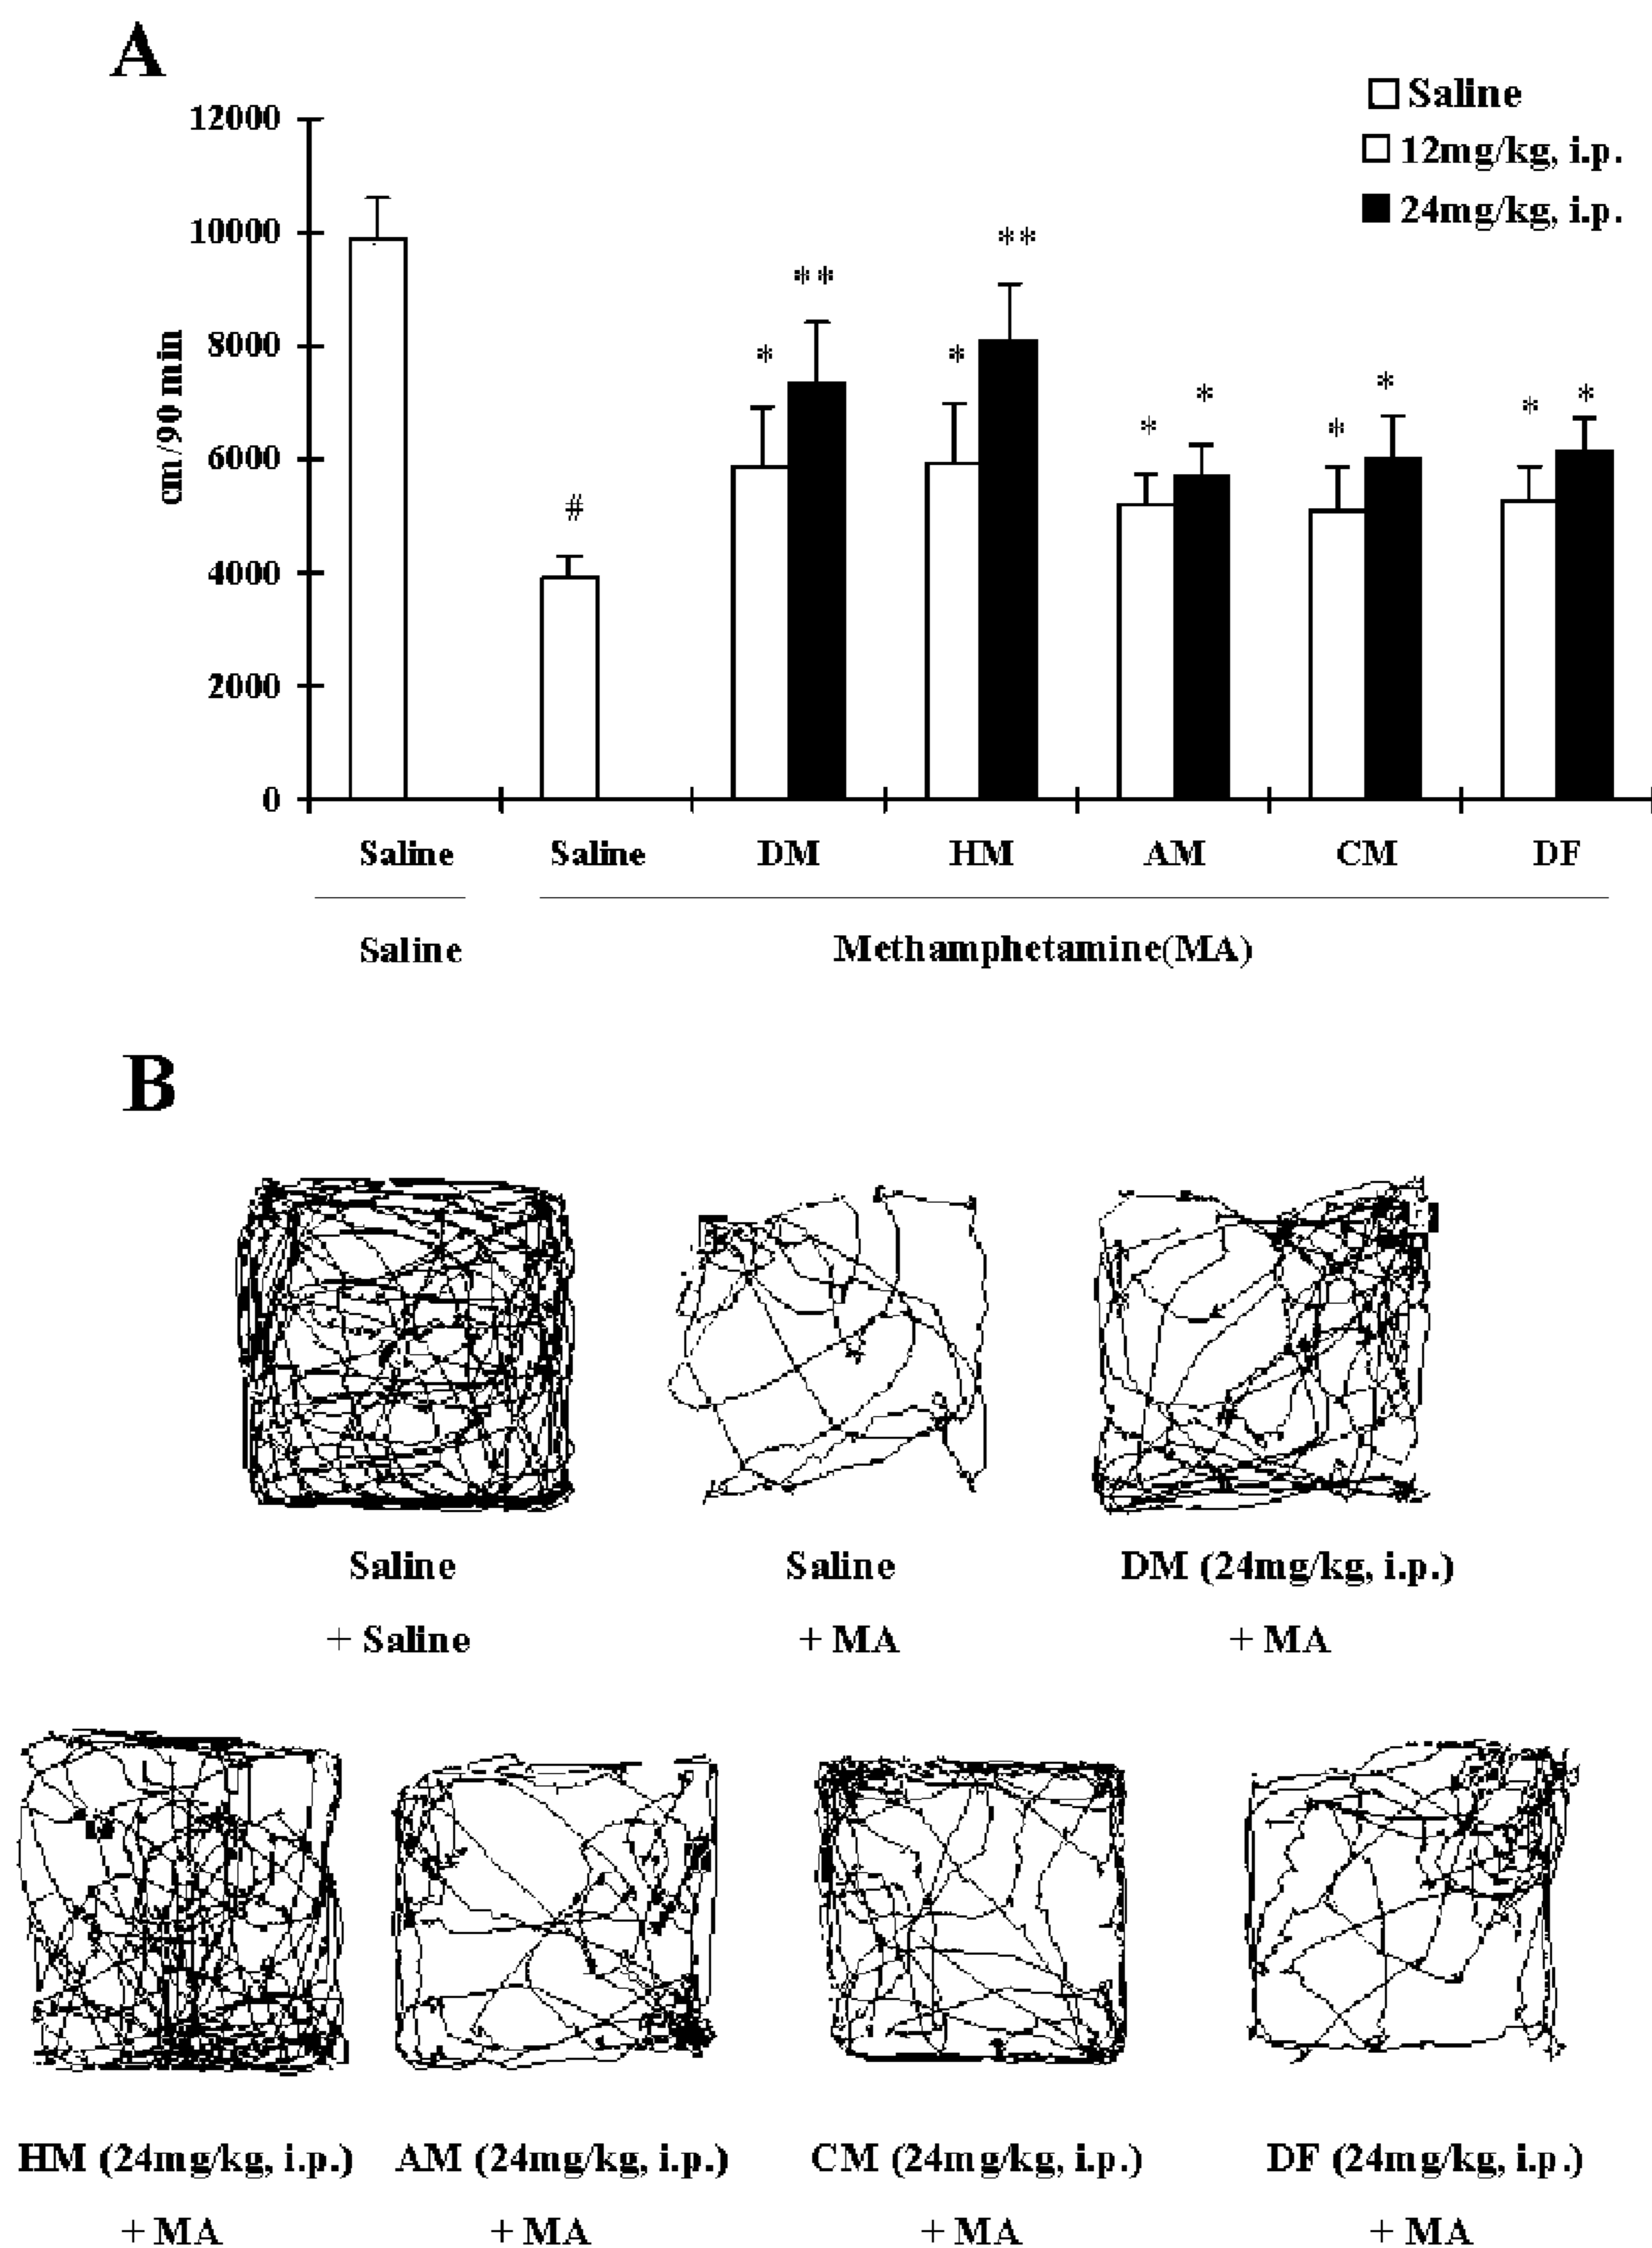 A
Saline
12mg/kg, i.p.
24mg/kg, i.p.
12000
10000
8000
6000
4000
2000
0
cm/90 min
#
*
**
*
**
*
*
*
*
*
*
Saline Saline DM HM AM CM DF
Saline Methamphetamine(MA)
B
Saline
+ Saline
Saline
+ MA
DM (24mg/kg, i.p.)
+ MA
HM (24mg/kg, i.p.)
+ MA
AM (24mg/kg, i.p.)
+ MA
CM (24mg/kg, i.p.)
+ MA
DF (24mg/kg, i.p.)
+ MA